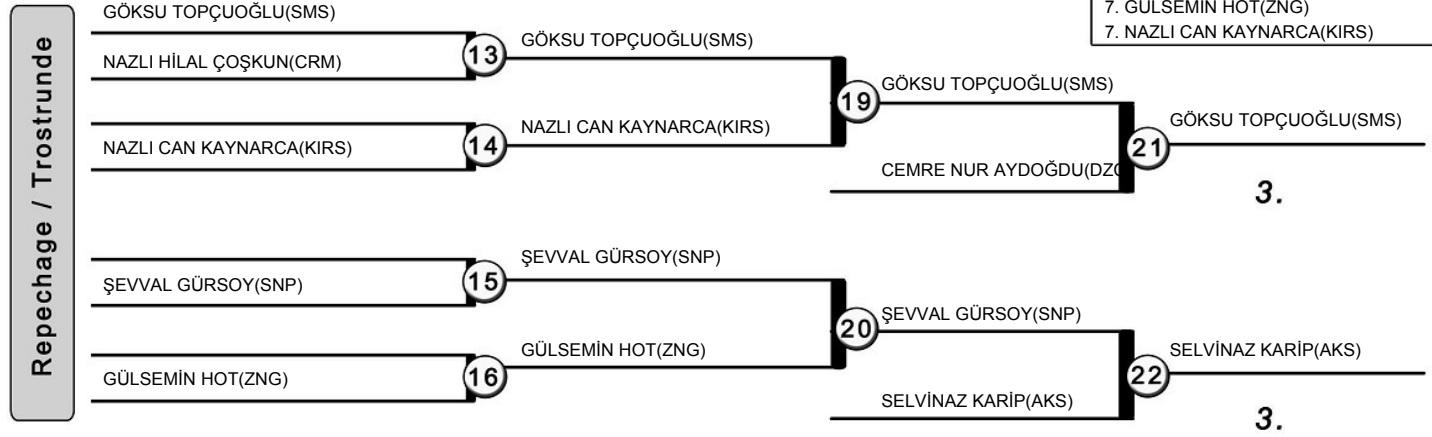 7. GÜLSEMİN HOT(ZNG)
7. NAZLI CAN KAYNARCA(KIRS)
Repechage / Trostrunde
GÖKSU TOPÇUOĞLU(SMS)
NAZLI HİLAL ÇOŞKUN(CRM)
13
GÖKSU TOPÇUOĞLU(SMS)
NAZLI CAN KAYNARCA(KIRS)
14
NAZLI CAN KAYNARCA(KIRS)
19
GÖKSU TOPÇUOĞLU(SMS)
CEMRE NUR AYDOĞDU(DZC
21
GÖKSU TOPÇUOĞLU(SMS)
3.
ŞEVVAL GÜRSOY(SNP)
15
ŞEVVAL GÜRSOY(SNP)
GÜLSEMİN HOT(ZNG)
16
GÜLSEMİN HOT(ZNG)
20
ŞEVVAL GÜRSOY(SNP)
SELVİNAZ KARİP(AKS)
22
SELVİNAZ KARİP(AKS)
3.